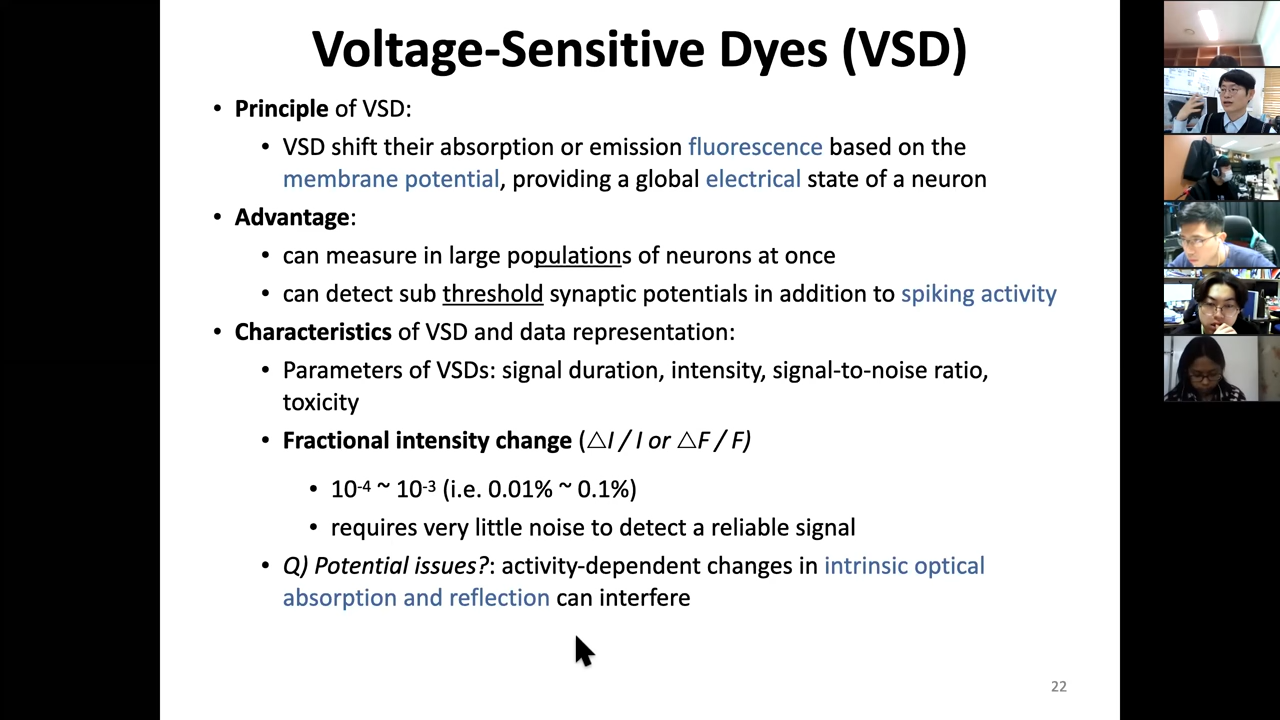 Voltage-Sensitive Dyes (VSD)
• Principle of VSD:
• VSD shift their absorption or emission fluorescence based on the
membrane potential, providing a global electrical state of a neuron
• Advantage:
• can measure in large populations of neurons at once
• can detect sub threshold synaptic potentials in addition to spiking activity
• Characteristics of VSD and data representation:
• Parameters of VSDs: signal duration, intensity, signal-to-noise ratio,
toxicity
• Fractional intensity change (△I / I or △F / F)
• 10-4 ~ 10-3 (i.e. 0.01% ~ 0.1%)
• requires very little noise to detect a reliable signal
• Q) Potential issues?: activity-dependent changes in intrinsic optical
absorption and reflection can interfere
22